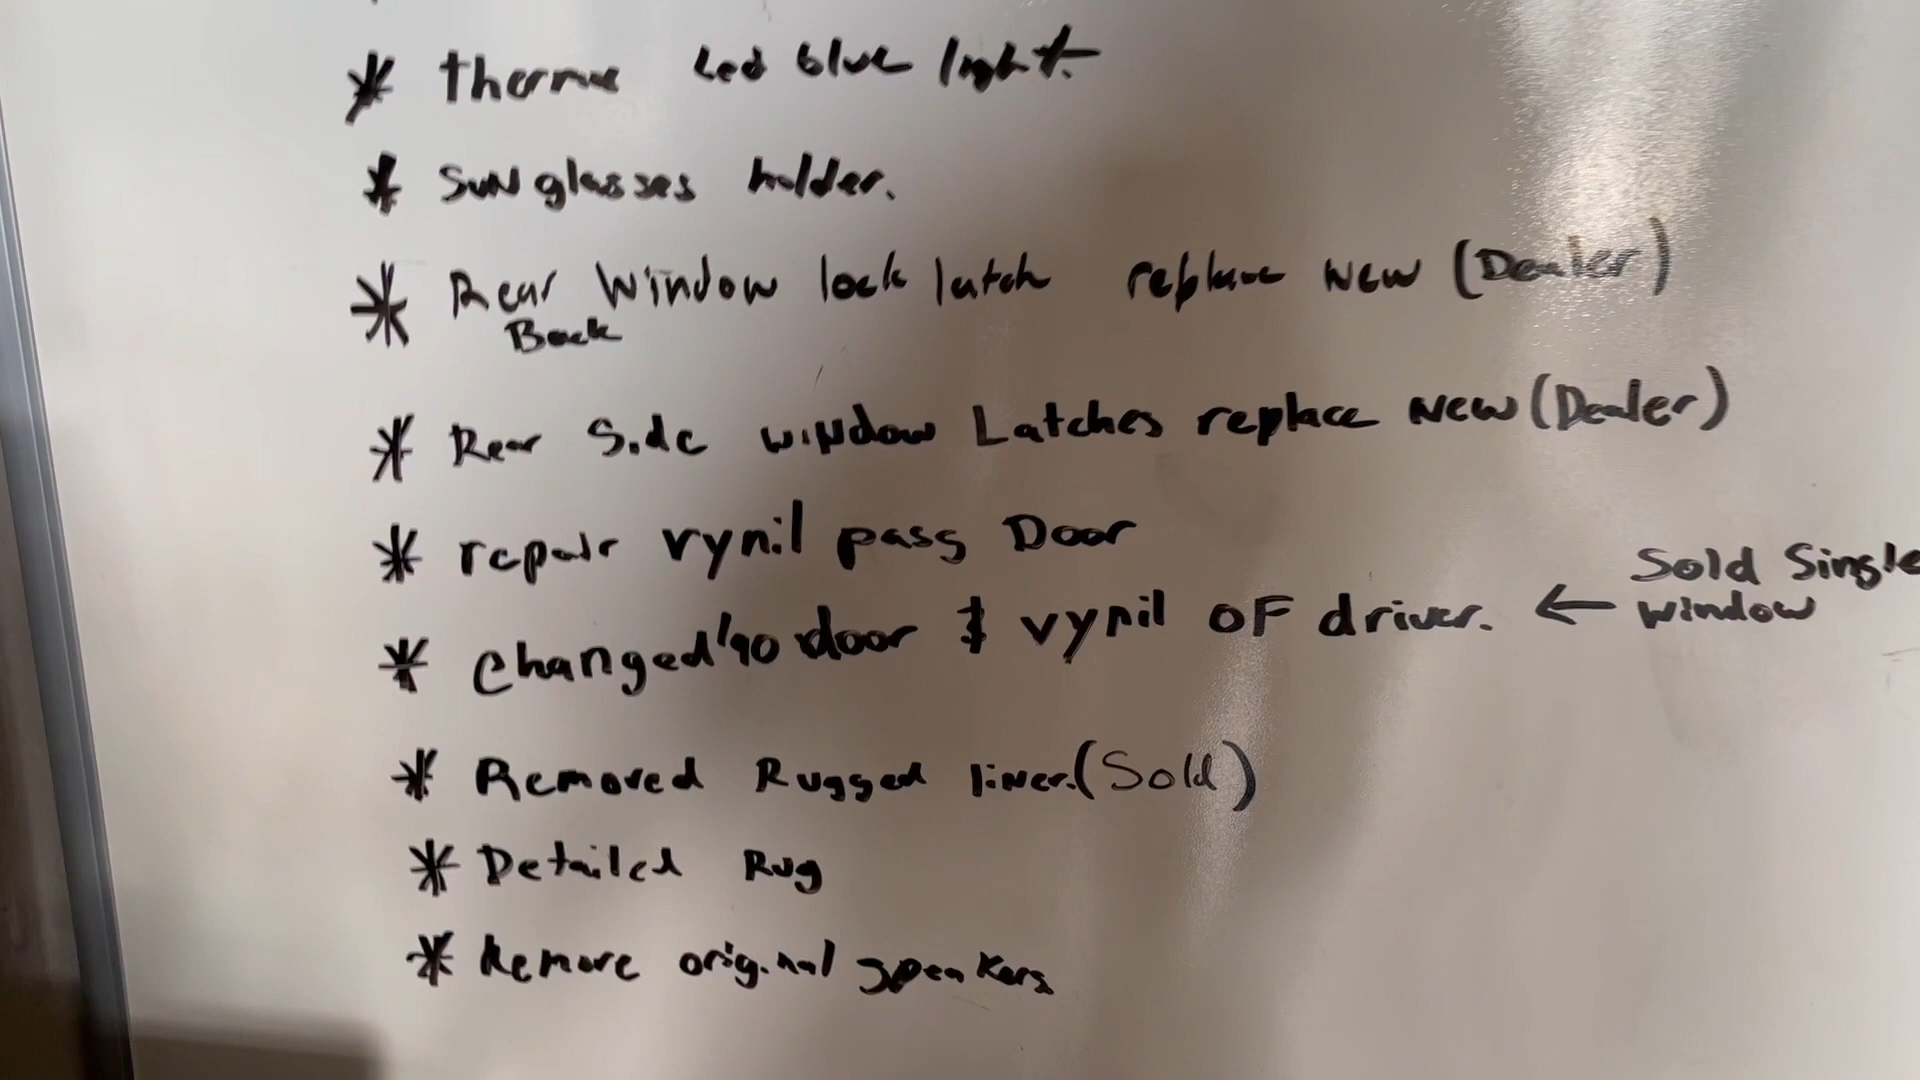 * therme Led blue light.
* SuNglasses holder.
* Rear Window lock latch replace New (Dealer)
Back
* Rear Side wiNdow Latches replace New (Dealer)
* repair vynil pass Door
* Changed '90 door & vynil OF driver. ← Sold Single
window
* Removed Rugged liner. (Sold)
* Detailed Rug
* Remove original speakers